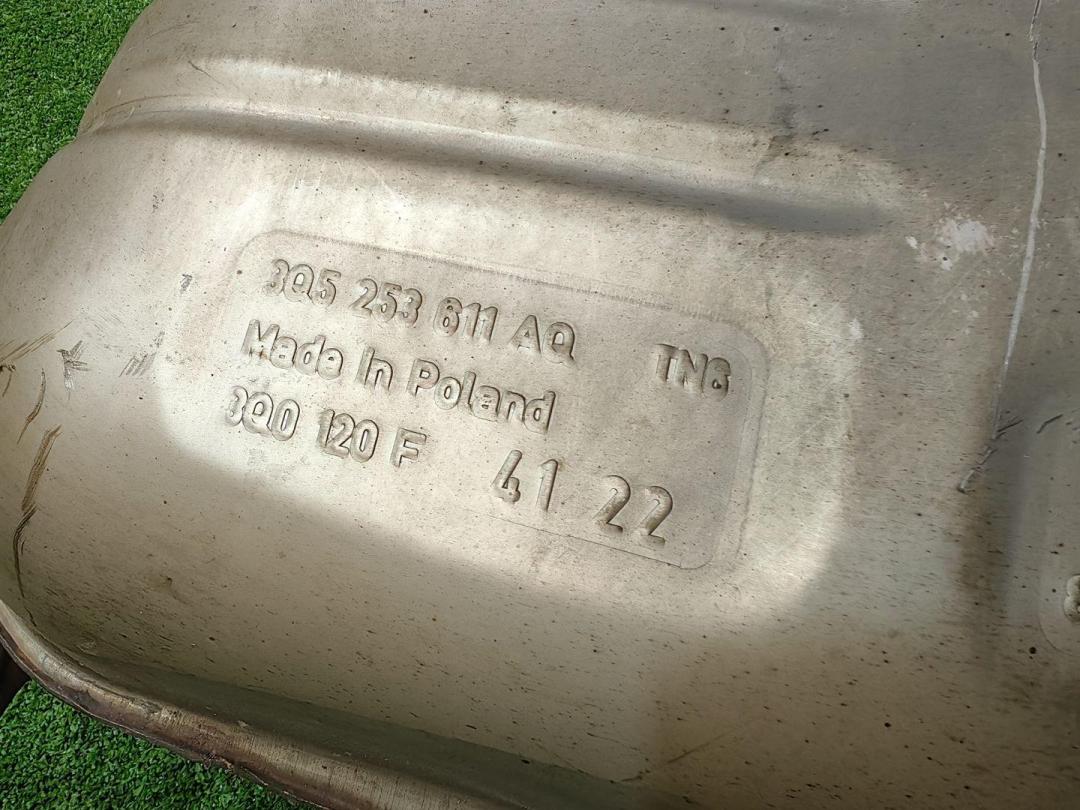 3Q5 253 611 AQ TNG
Made In Poland
3Q0 120 F 41 22